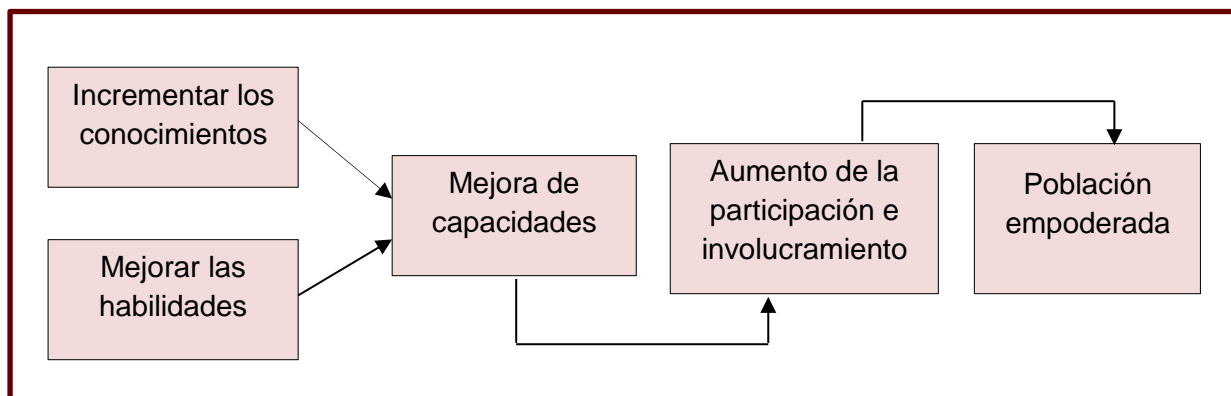 Incrementar los
conocimientos
Mejorar las
habilidades
Mejora de
capacidades
Aumento de la
participación e
involucramiento
Población
empoderada